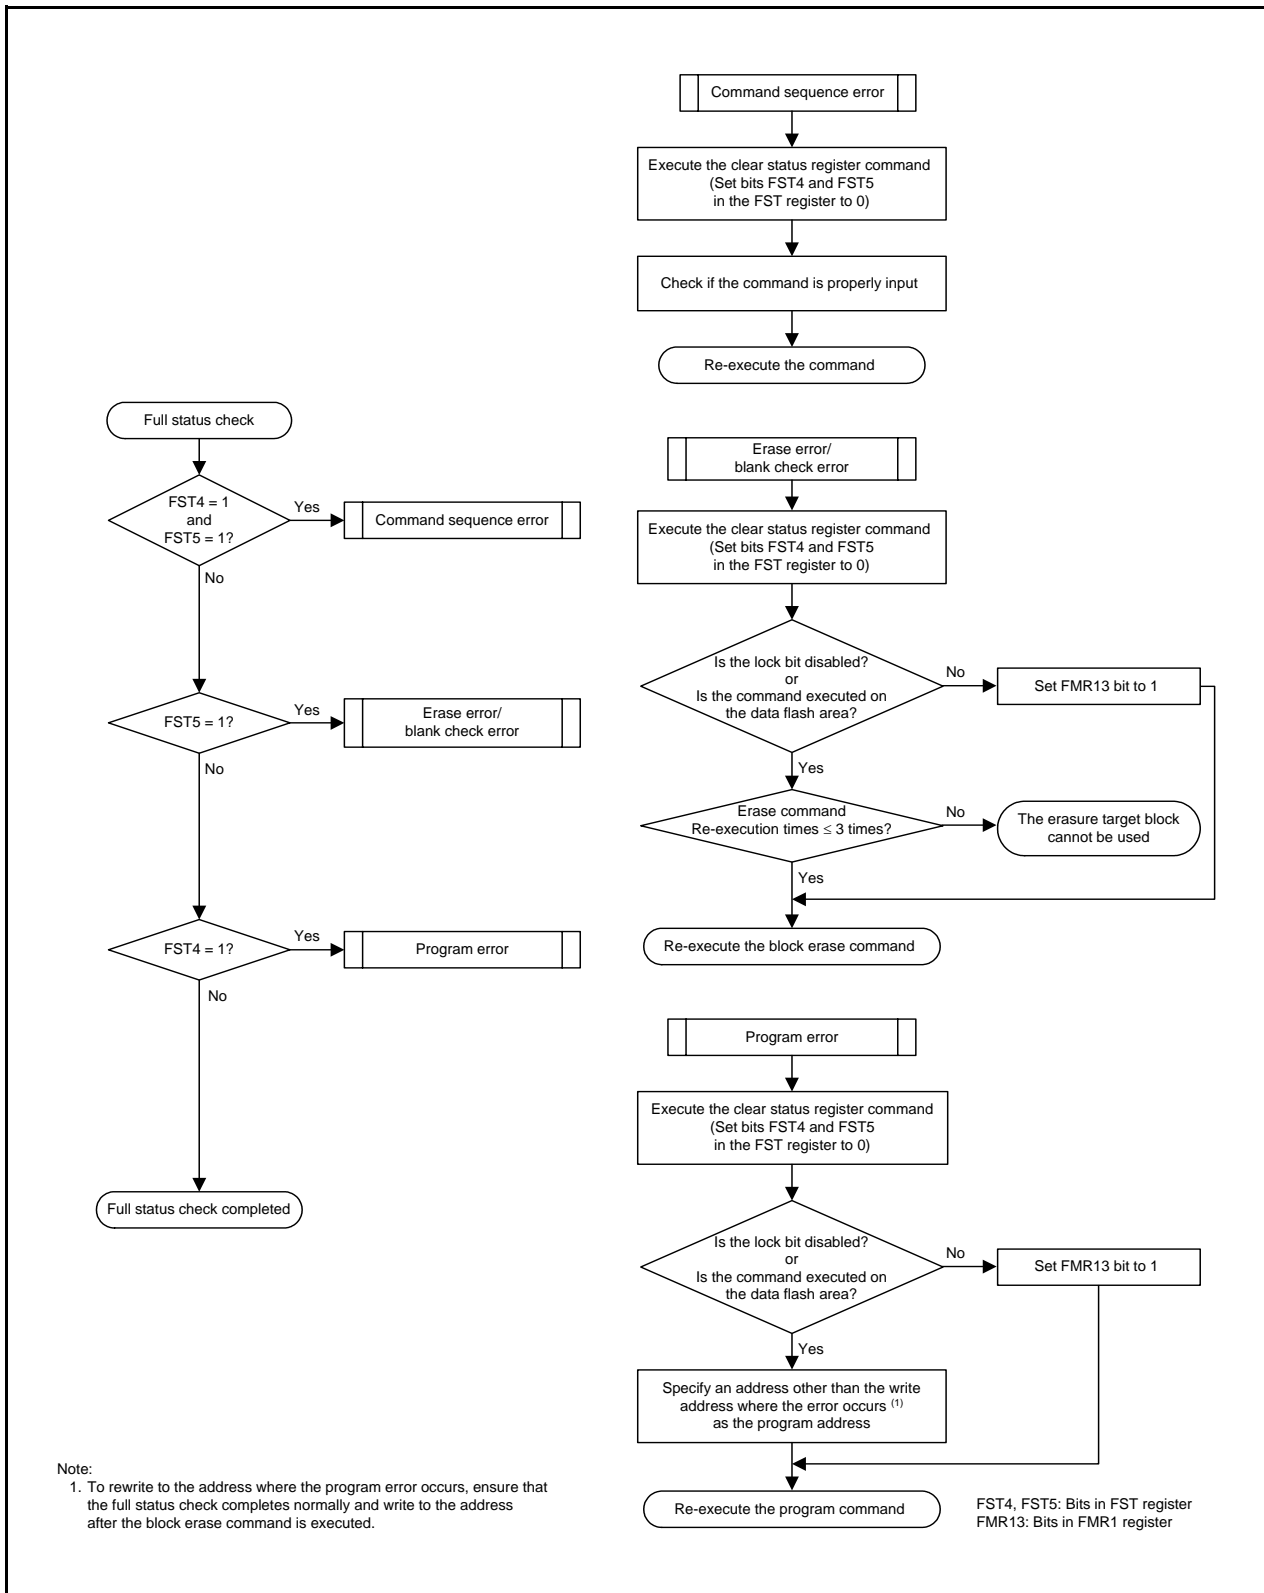 Command sequence error
Execute the clear status register command
(Set bits FST4 and FST5
in the FST register to 0)
Check if the command is properly input
Re-execute the command
Full status check
FST4 = 1
and
FST5 = 1?
Yes
Command sequence error
No
FST5 = 1?
Yes
Erase error/
blank check error
No
FST4 = 1?
Yes
Program error
No
Full status check completed
Erase error/
blank check error
Execute the clear status register command
(Set bits FST4 and FST5
in the FST register to 0)
Is the lock bit disabled?
or
Is the command executed on
the data flash area?
No
Set FMR13 bit to 1
Yes
Erase command
Re-execution times ≤ 3 times?
No
The erasure target block
cannot be used
Yes
Re-execute the block erase command
Program error
Execute the clear status register command
(Set bits FST4 and FST5
in the FST register to 0)
Is the lock bit disabled?
or
Is the command executed on
the data flash area?
No
Set FMR13 bit to 1
Yes
Specify an address other than the write
address where the error occurs (1)
as the program address
Re-execute the program command
Note:
1. To rewrite to the address where the program error occurs, ensure that
the full status check completes normally and write to the address
after the block erase command is executed.
FST4, FST5: Bits in FST register
FMR13: Bits in FMR1 register